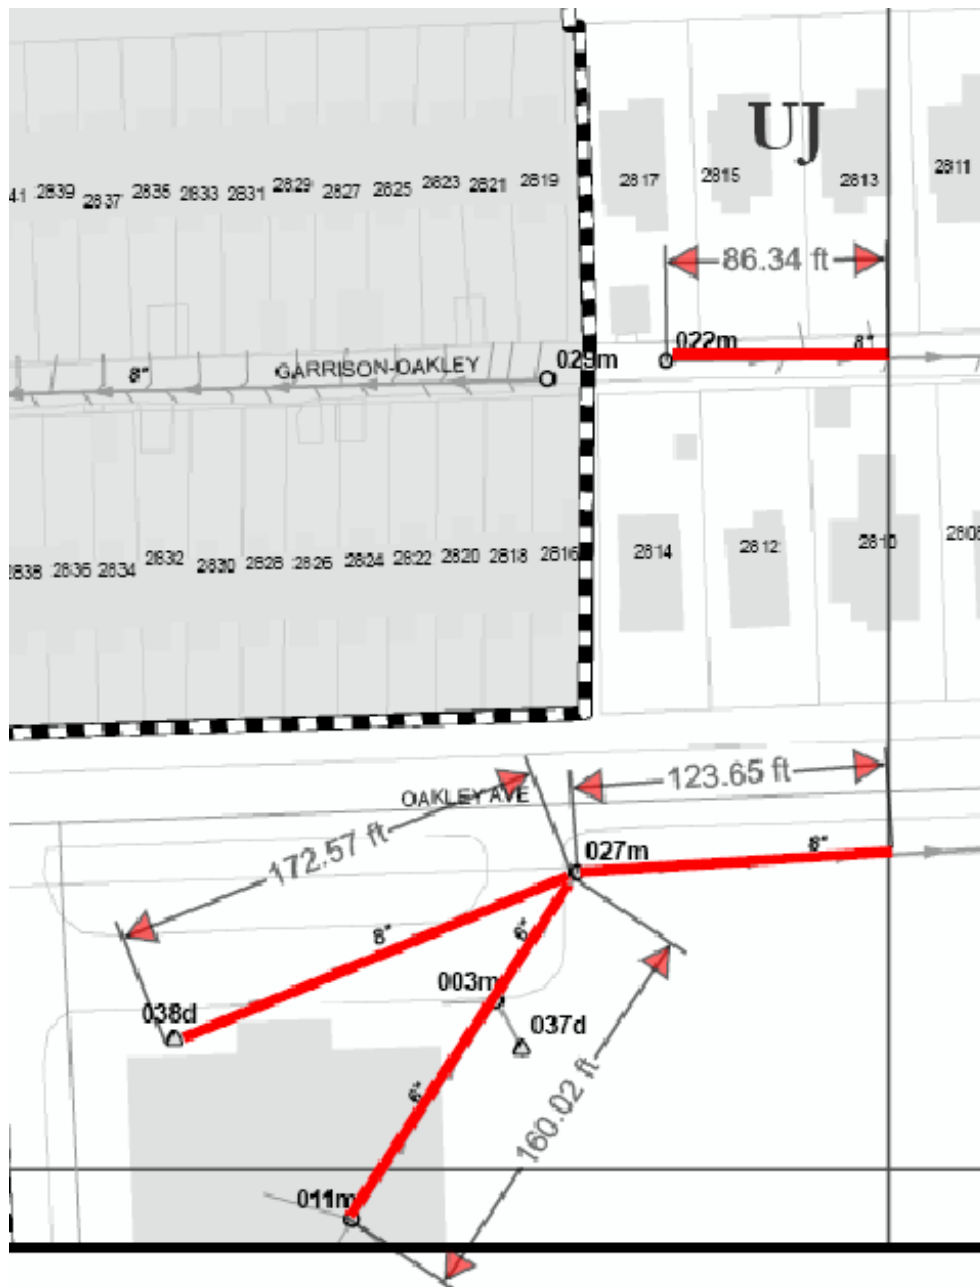 UJ
41 2839 2837 2835 2833 2831 2829 2827 2825 2823 2821 2819 2817 2815 2813 2811
86.34 ft
022m 8"
029m
8" GARRISON-OAKLEY
2838 2836 2834 2832 2830 2828 2826 2824 2822 2820 2818 2816 2814 2812 2810
123.65 ft
OAKLEY AVE
172.57 ft
027m 8"
8" 6"
003m
038d
037d
6"
160.02 ft
011m